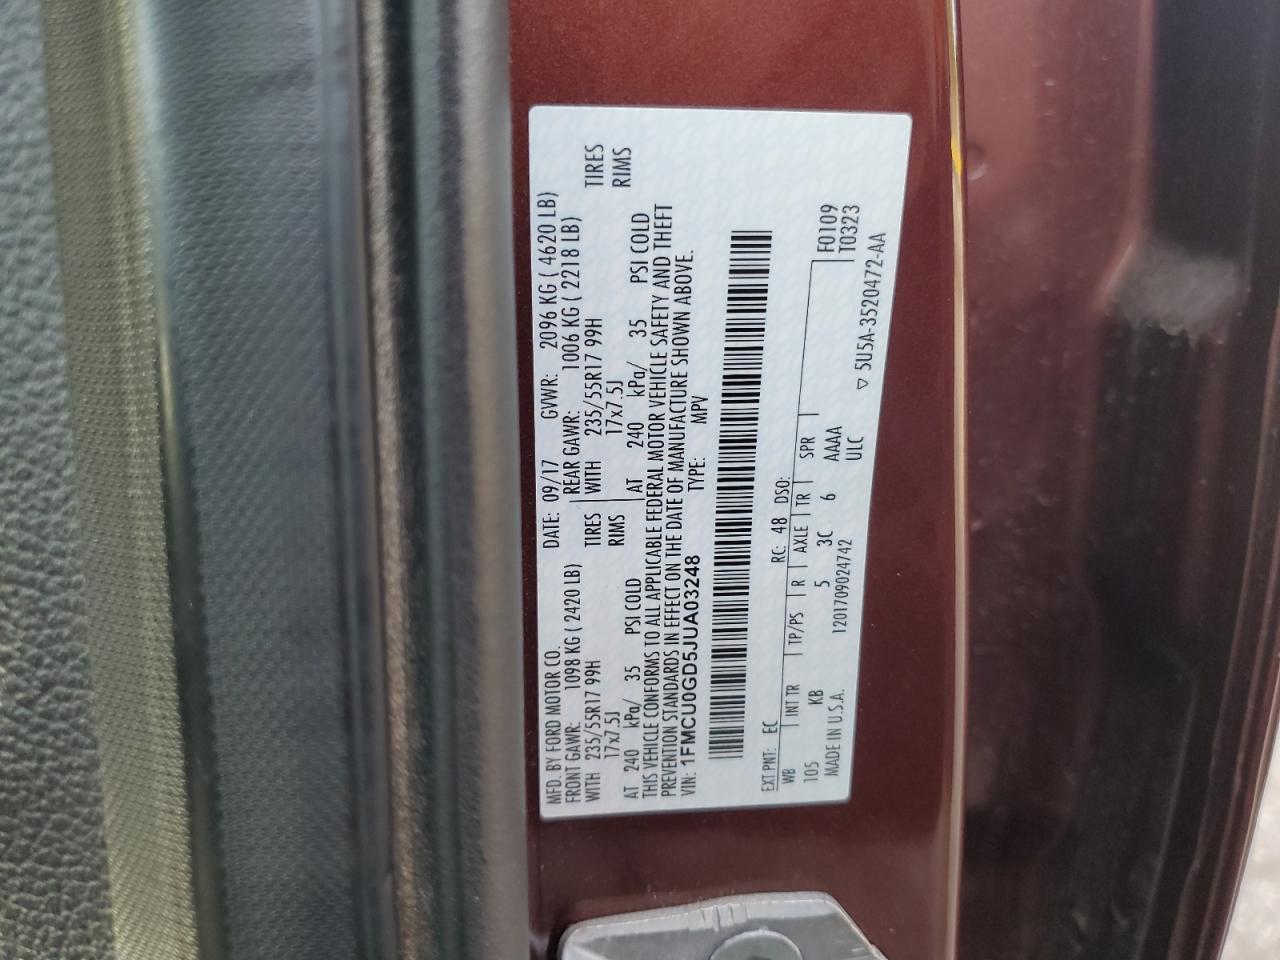 MFD. BY FORD MOTOR CO. DATE: 09/17 GVWR: 2096 KG ( 4620 LB)
FRONT GAWR: 1098 KG ( 2420 LB) REAR GAWR: 1006 KG ( 2218 LB)
WITH 235/55R17 99H TIRES WITH 235/55R17 99H TIRES
17x7.5J RIMS 17x7.5J RIMS
AT 240 kPa/ 35 PSI COLD AT 240 kPa/ 35 PSI COLD
THIS VEHICLE CONFORMS TO ALL APPLICABLE FEDERAL MOTOR VEHICLE SAFETY AND THEFT
PREVENTION STANDARDS IN EFFECT ON THE DATE OF MANUFACTURE SHOWN ABOVE.
VIN: 1FMCU0GD5JUA03248 TYPE: MPV
EXT PNT: EC RC: 48 DSO:
WB INT TR TP/PS R AXLE TR SPR F0109
105 KB 5 3C 6 AAAA T0323
MADE IN U.S.A. 1201709024742 ULC
▽ 5U5A-3520472-AA